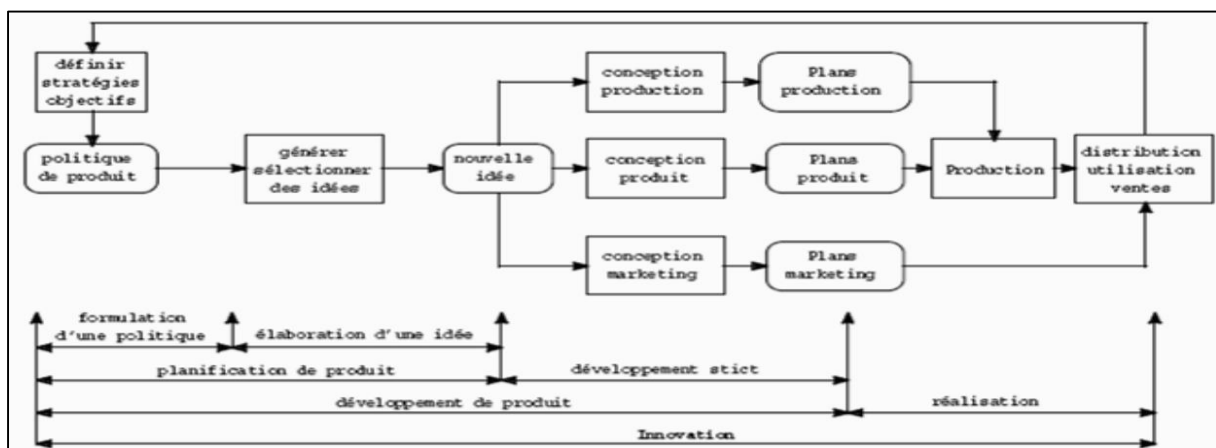 définir
stratégies
objectifs
politique
de produit
générer
sélectionner
des idées
nouvelle
idée
conception
production
Plans
production
conception
produit
Plans
produit
Production
distribution
utilisation
ventes
conception
marketing
Plans
marketing
formulation
d'une politique
élaboration d'une idée
planification de produit
développement stict
développement de produit
réalisation
Innovation